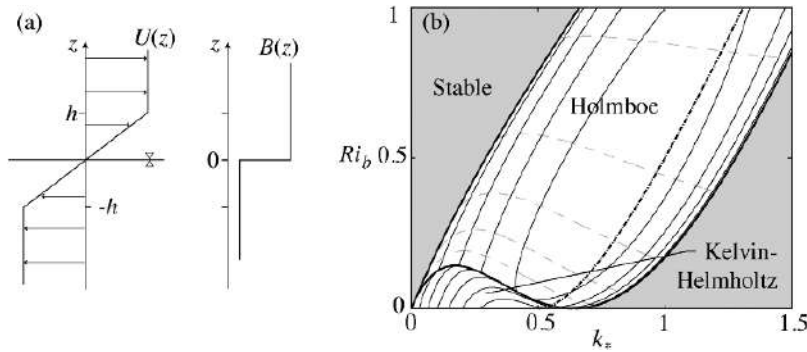 (a)
z
U(z)
h
-h
z
B(z)
0
(b)
1
Stable
Holmboe
Ri_b 0.5
Kelvin-
Helmholtz
0
0 0.5 1 1.5
k_*